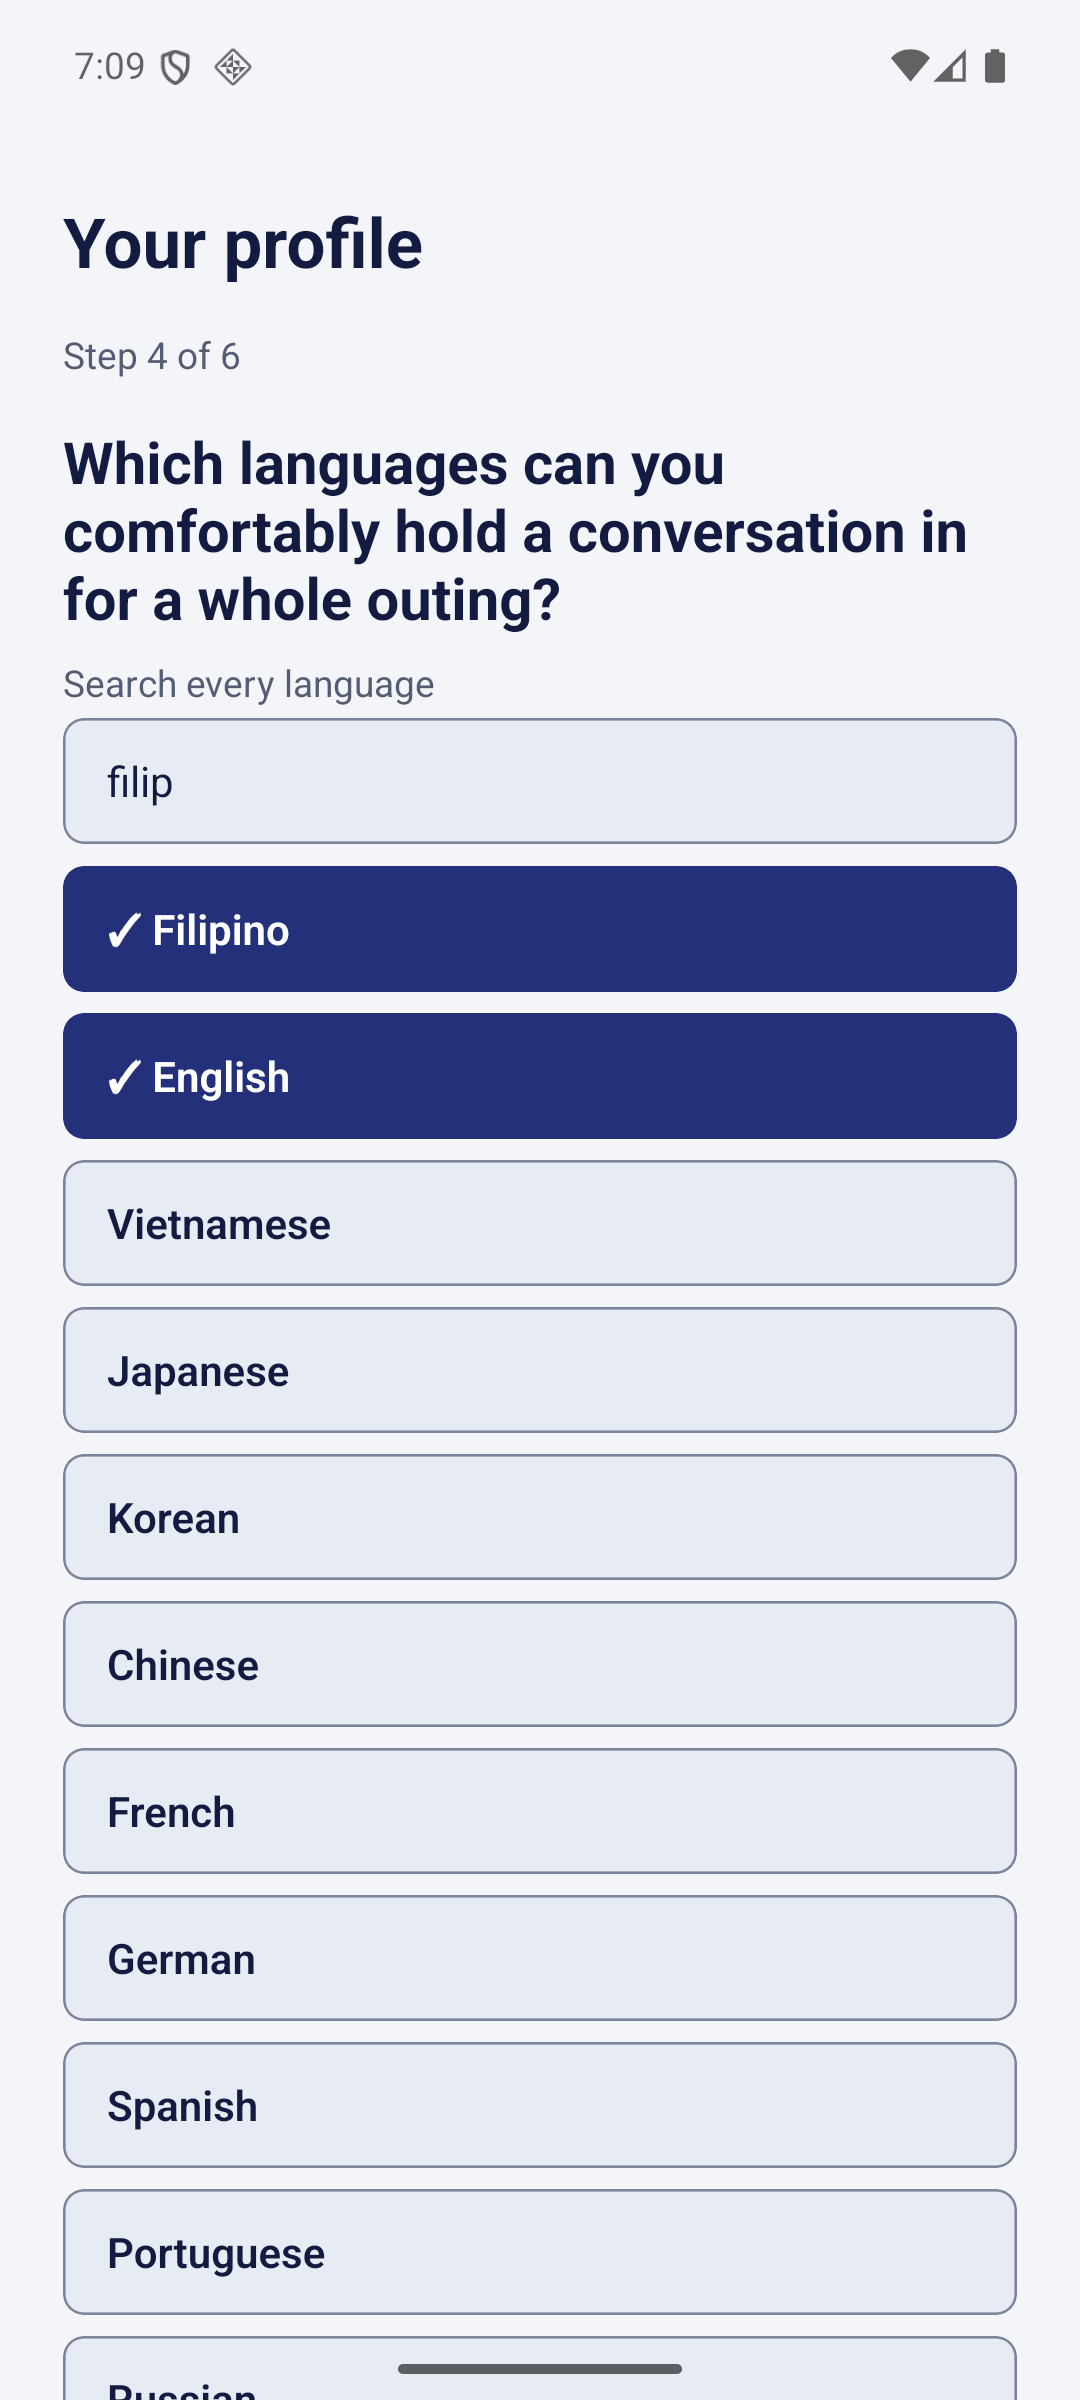 7:09
Your profile
Step 4 of 6
Which languages can you
comfortably hold a conversation in
for a whole outing?
Search every language
filip
✓ Filipino
✓ English
Vietnamese
Japanese
Korean
Chinese
French
German
Spanish
Portuguese
Russian